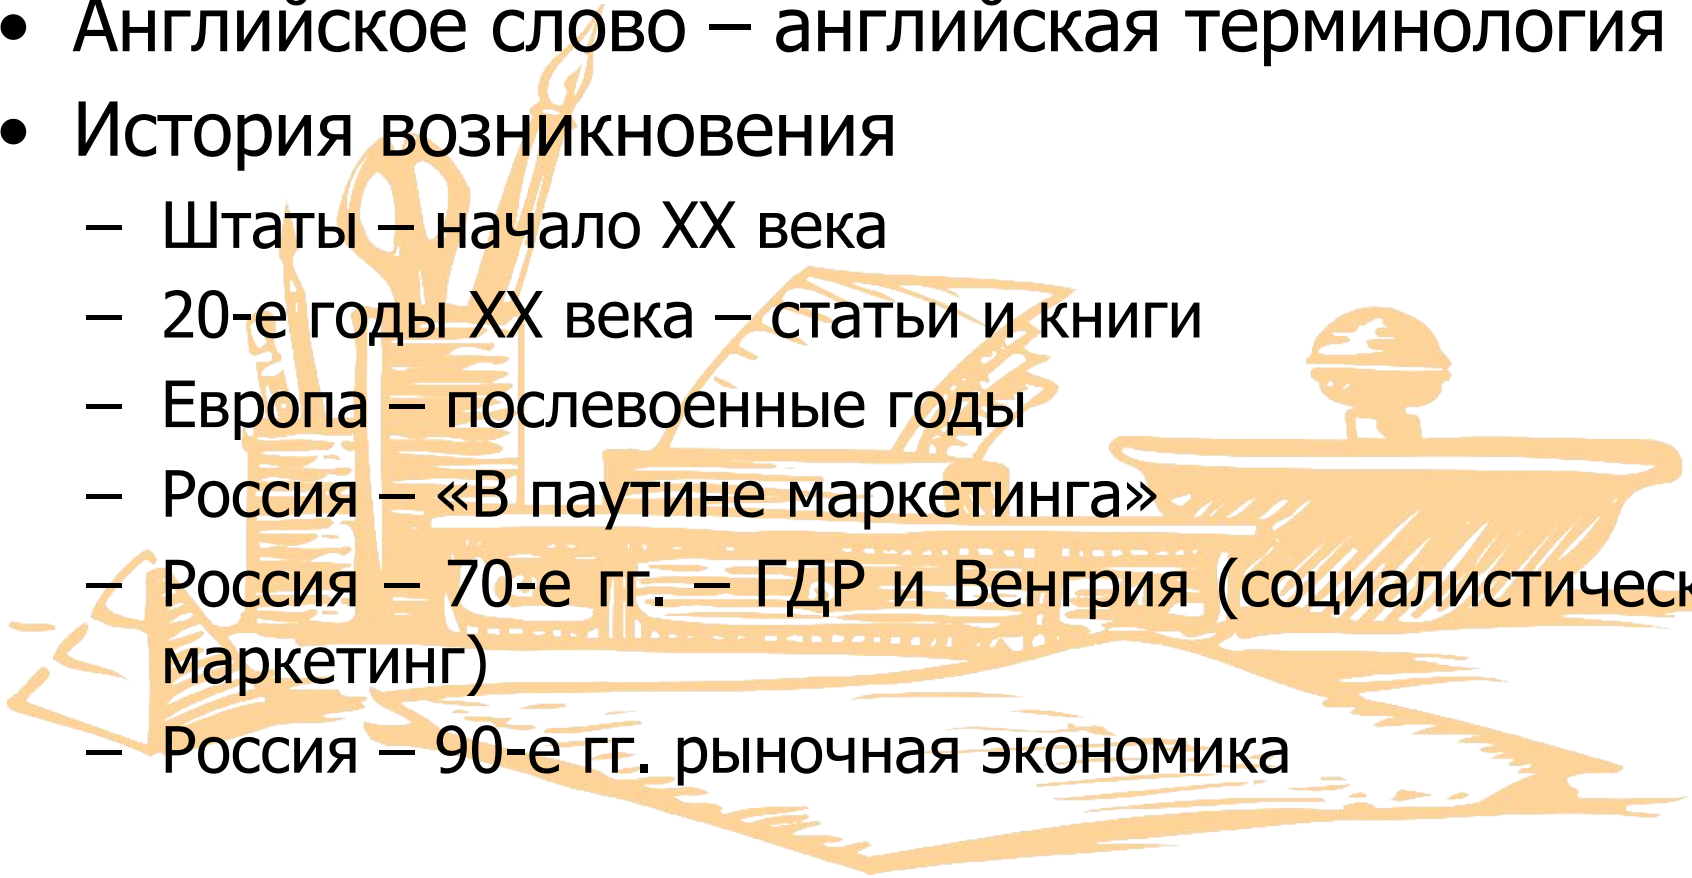 • Английское слово – английская терминология
• История возникновения
– Штаты – начало XX века
– 20-е годы XX века – статьи и книги
– Европа – послевоенные годы
– Россия – «В паутине маркетинга»
– Россия – 70-е гг. – ГДР и Венгрия (социалистическ
маркетинг)
– Россия – 90-е гг. рыночная экономика